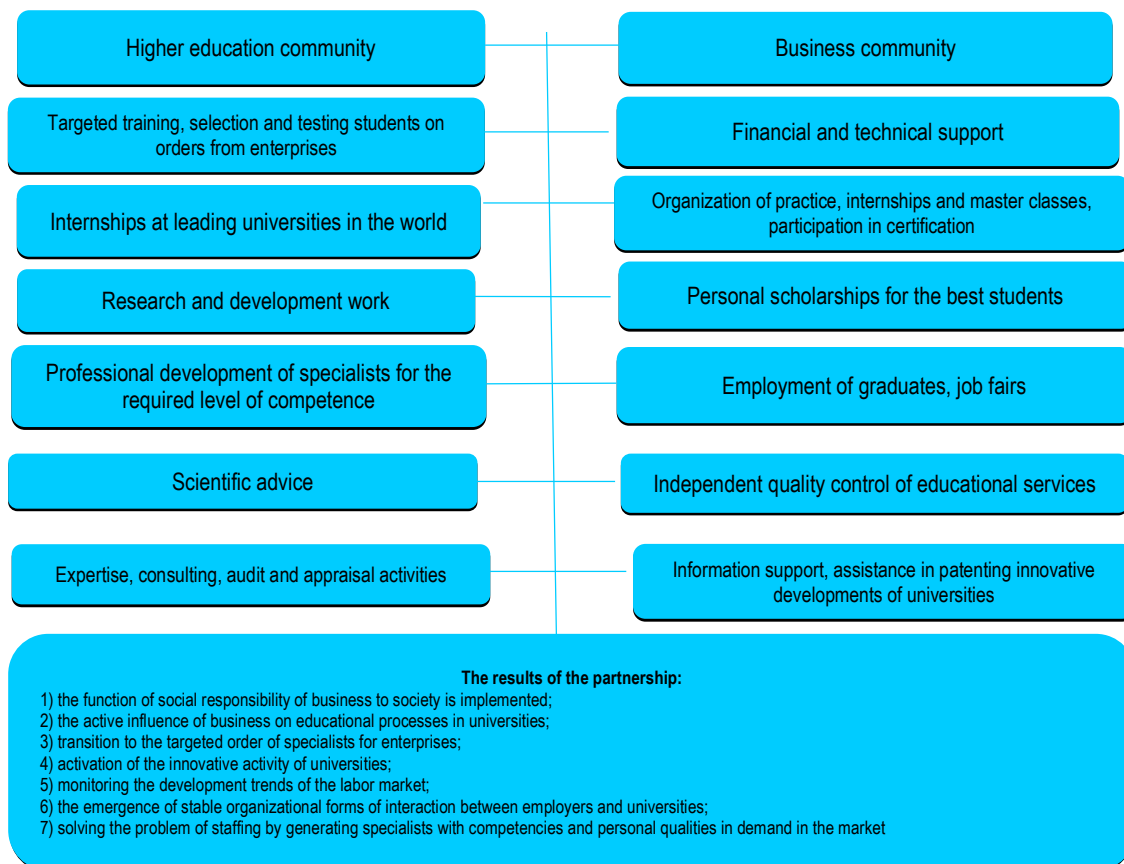 Higher education community
Business community
Targeted training, selection and testing students on
orders from enterprises
Financial and technical support
Internships at leading universities in the world
Organization of practice, internships and master classes,
participation in certification
Research and development work
Personal scholarships for the best students
Professional development of specialists for the
required level of competence
Employment of graduates, job fairs
Scientific advice
Independent quality control of educational services
Expertise, consulting, audit and appraisal activities
Information support, assistance in patenting innovative
developments of universities
The results of the partnership:
1) the function of social responsibility of business to society is implemented;
2) the active influence of business on educational processes in universities;
3) transition to the targeted order of specialists for enterprises;
4) activation of the innovative activity of universities;
5) monitoring the development trends of the labor market;
6) the emergence of stable organizational forms of interaction between employers and universities;
7) solving the problem of staffing by generating specialists with competencies and personal qualities in demand in the market